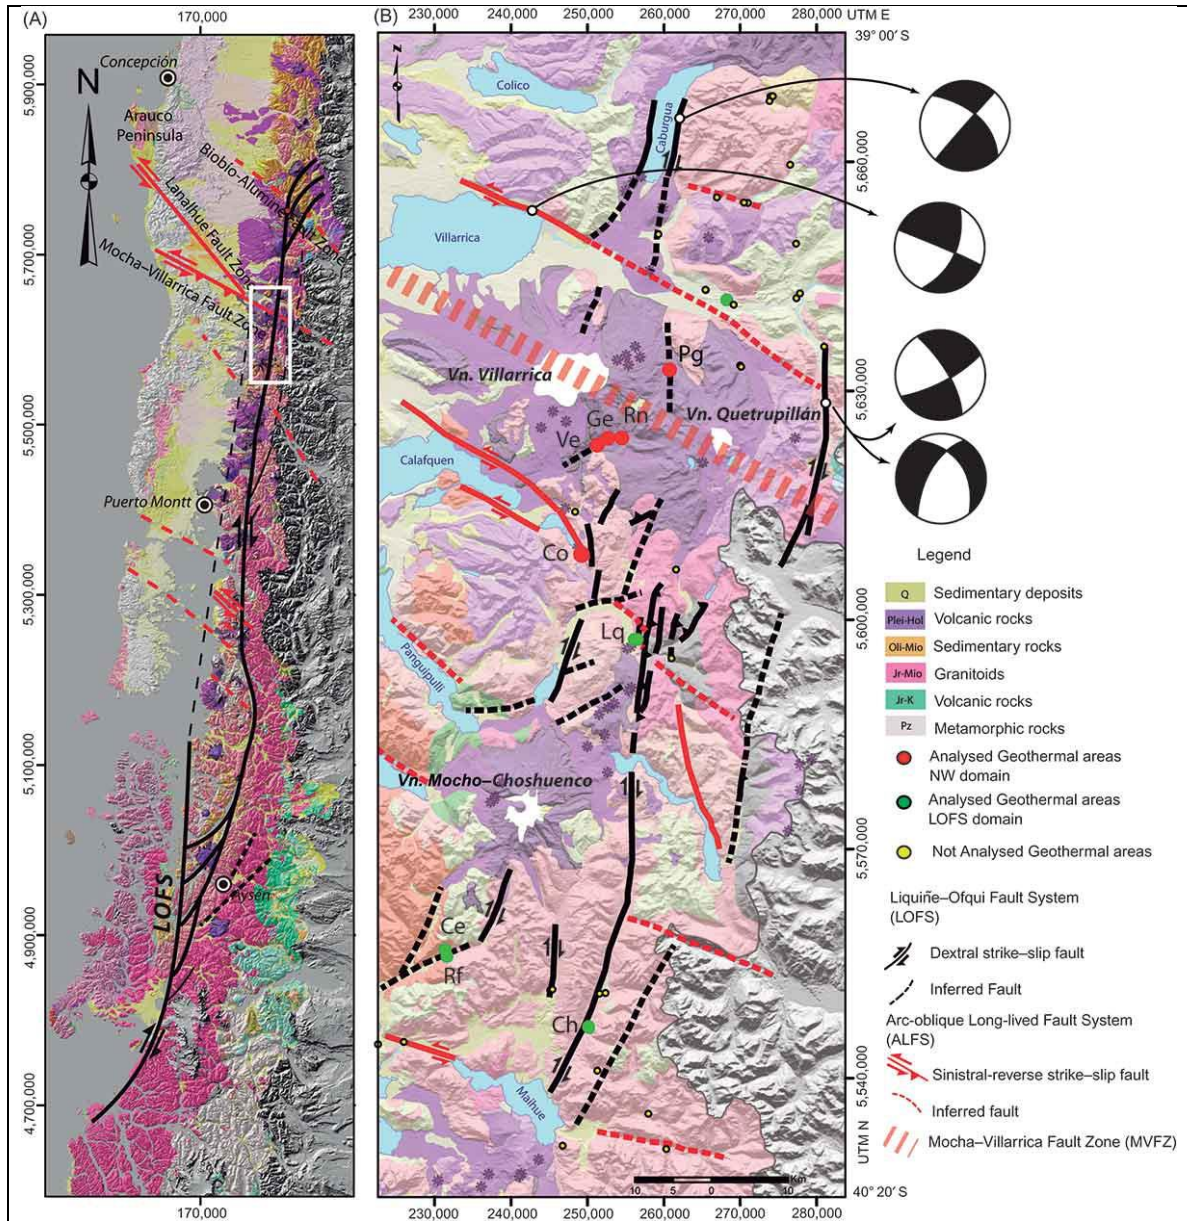 (A)
170,000
Concepción
N
Arauco
Peninsula
Biobío-Aluminé Fault Zone
Lanalhue Fault Zone
Mocha–Villarrica Fault Zone
Puerto Montt
LOFS
Aysén
5,900,000
5,700,000
5,500,000
5,300,000
5,100,000
4,900,000
4,700,000
170,000
(B)
230,000 240,000 250,000 260,000 270,000 280,000 UTM E
39° 00′ S
Colico
Caburgua
Villarrica
5,660,000
Vn. Villarrica
Pg
Vn. Quetrupillán
5,630,000
Ge Rn
Ve
Calafquen
Co
Lq
5,600,000
Panguipulli
Vn. Mocho–Choshuenco
5,570,000
Ce
Rf
Ch
Maihue
5,540,000
UTM N
10 5 0 10 Km
40° 20′ S
230,000 240,000 250,000 260,000 270,000 280,000
Legend
Q Sedimentary deposits
Plei-Hol Volcanic rocks
Oli-Mio Sedimentary rocks
Jr-Mio Granitoids
Jr-K Volcanic rocks
Pz Metamorphic rocks
Analysed Geothermal areas
NW domain
Analysed Geothermal areas
LOFS domain
Not Analysed Geothermal areas
Liquiñe–Ofqui Fault System
(LOFS)
Dextral strike–slip fault
Inferred Fault
Arc-oblique Long-lived Fault System
(ALFS)
Sinistral-reverse strike–slip fault
Inferred fault
Mocha–Villarrica Fault Zone (MVFZ)